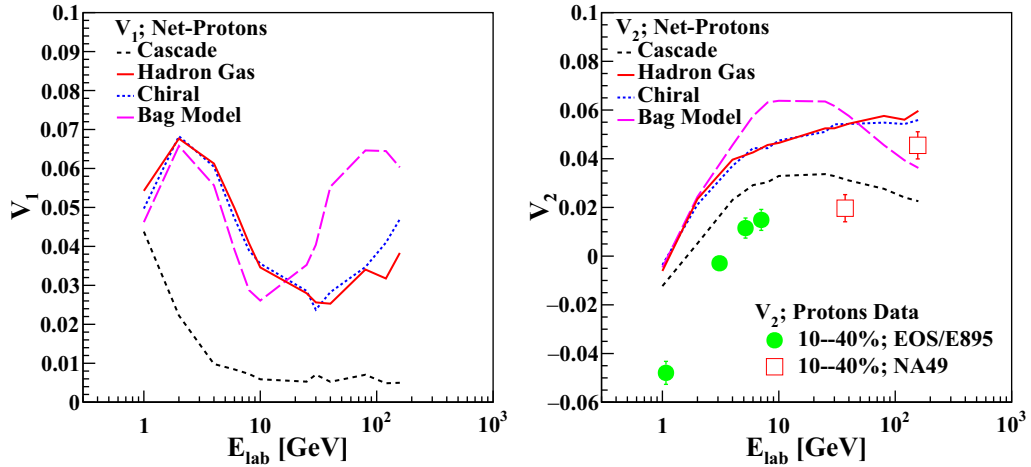 V₁; Net-Protons
Cascade
Hadron Gas
Chiral
Bag Model
0.1
0.09
0.08
0.07
0.06
0.05
0.04
0.03
0.02
0.01
0
V₁
1
10
10²
10³
E_lab [GeV]
V₂; Net-Protons
Cascade
Hadron Gas
Chiral
Bag Model
0.1
0.08
0.06
0.04
0.02
0
−0.02
−0.04
−0.06
V₂
V₂; Protons Data
10--40%; EOS/E895
10--40%; NA49
1
10
10²
10³
E_lab [GeV]